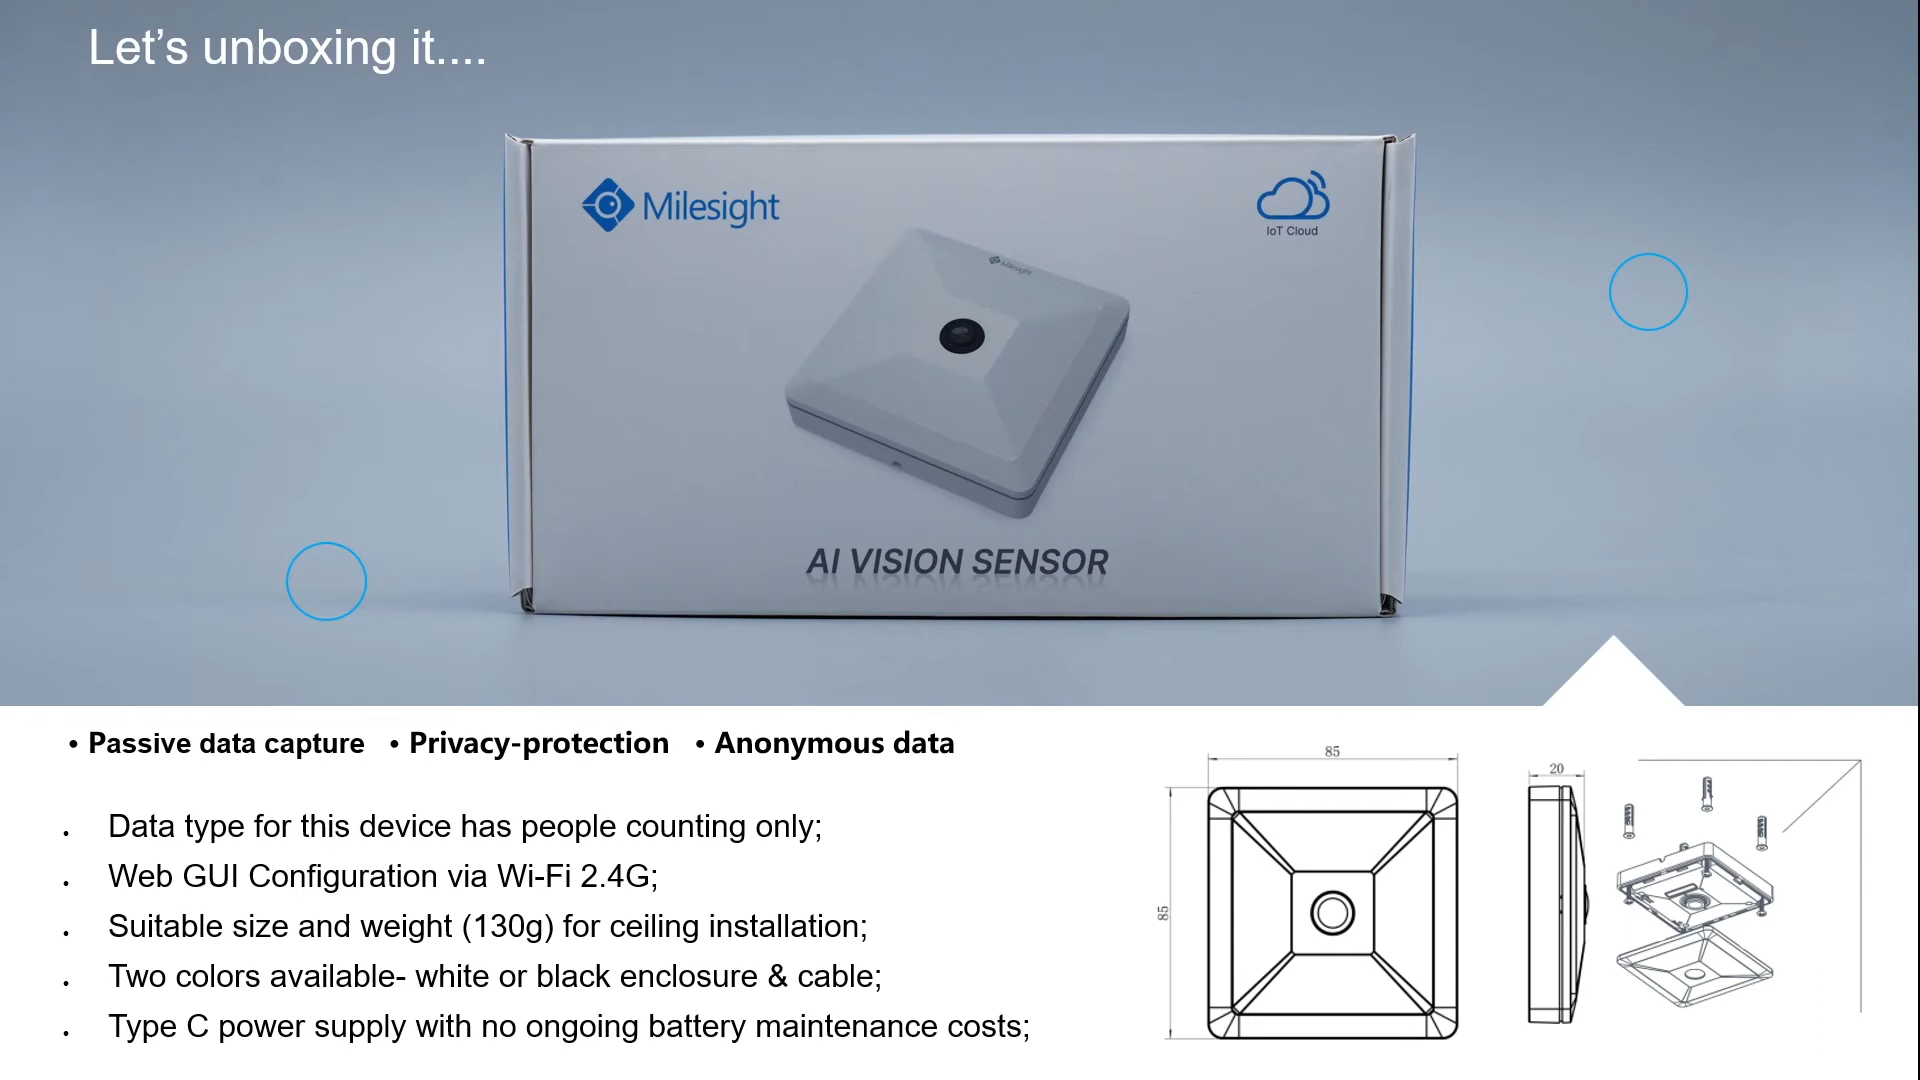 Let’s unboxing it....
Milesight
IoT Cloud
Milesight
AI VISION SENSOR
• Passive data capture • Privacy-protection • Anonymous data
• Data type for this device has people counting only;
• Web GUI Configuration via Wi-Fi 2.4G;
• Suitable size and weight (130g) for ceiling installation;
• Two colors available- white or black enclosure & cable;
• Type C power supply with no ongoing battery maintenance costs;
85
85
20